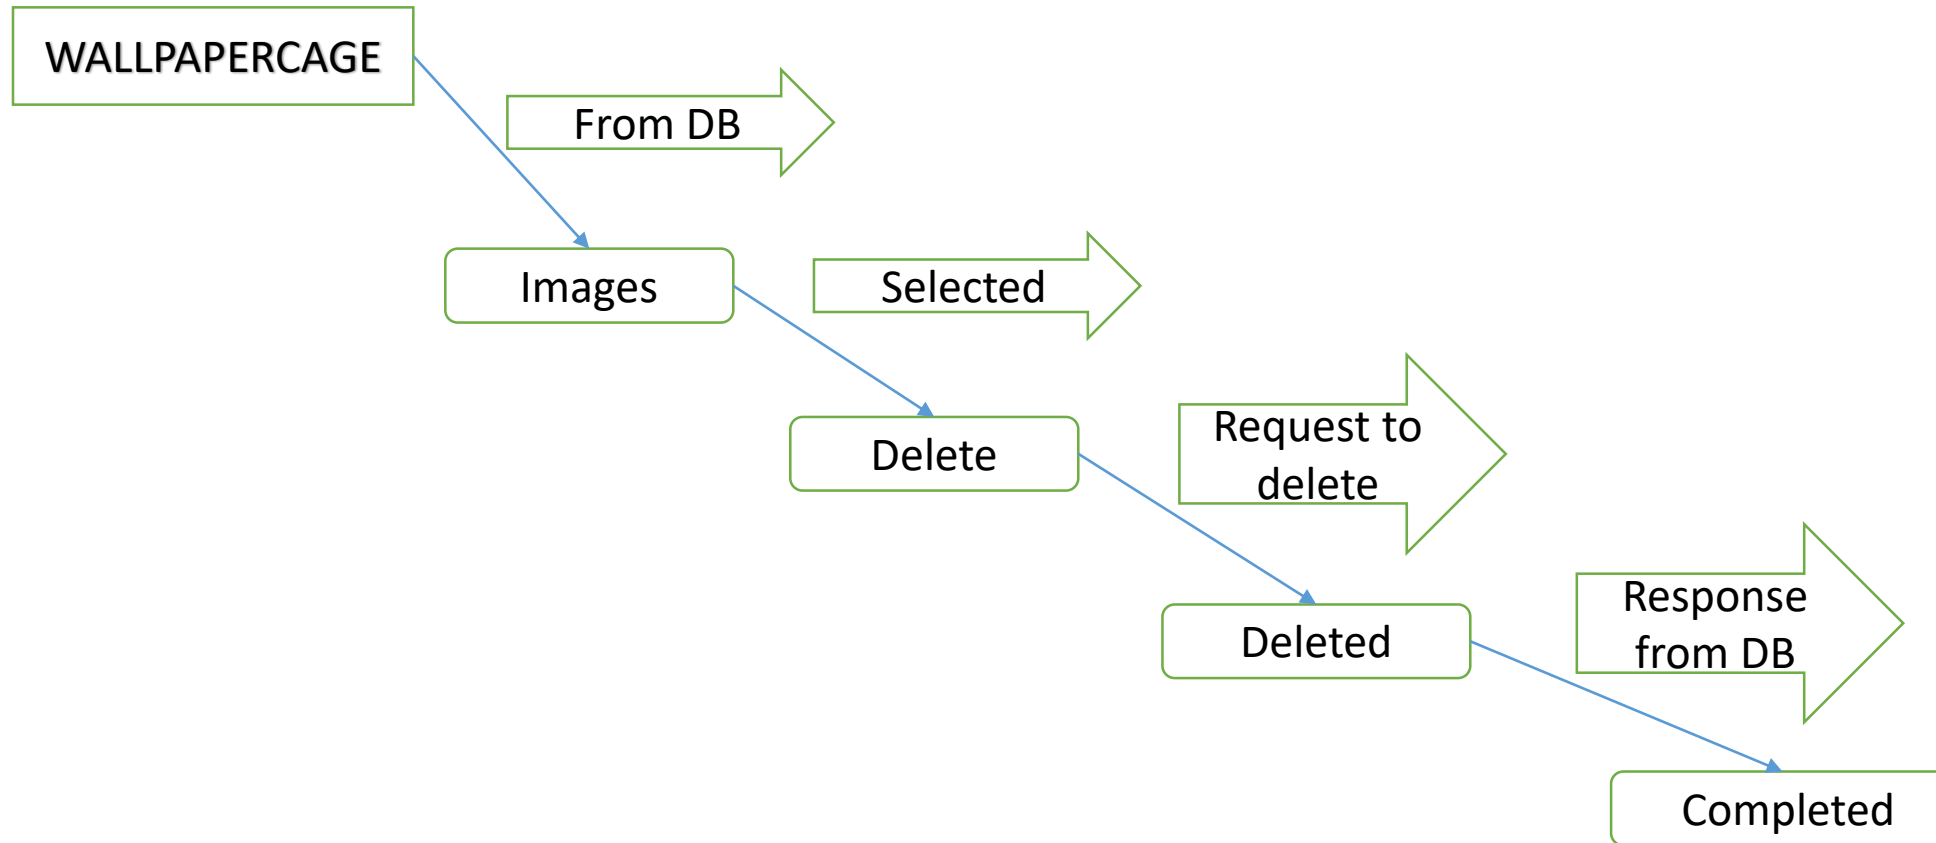 WALLPAPERCAGE
From DB
Images
Selected
Delete
Request to
delete
Deleted
Response
from DB
Completed